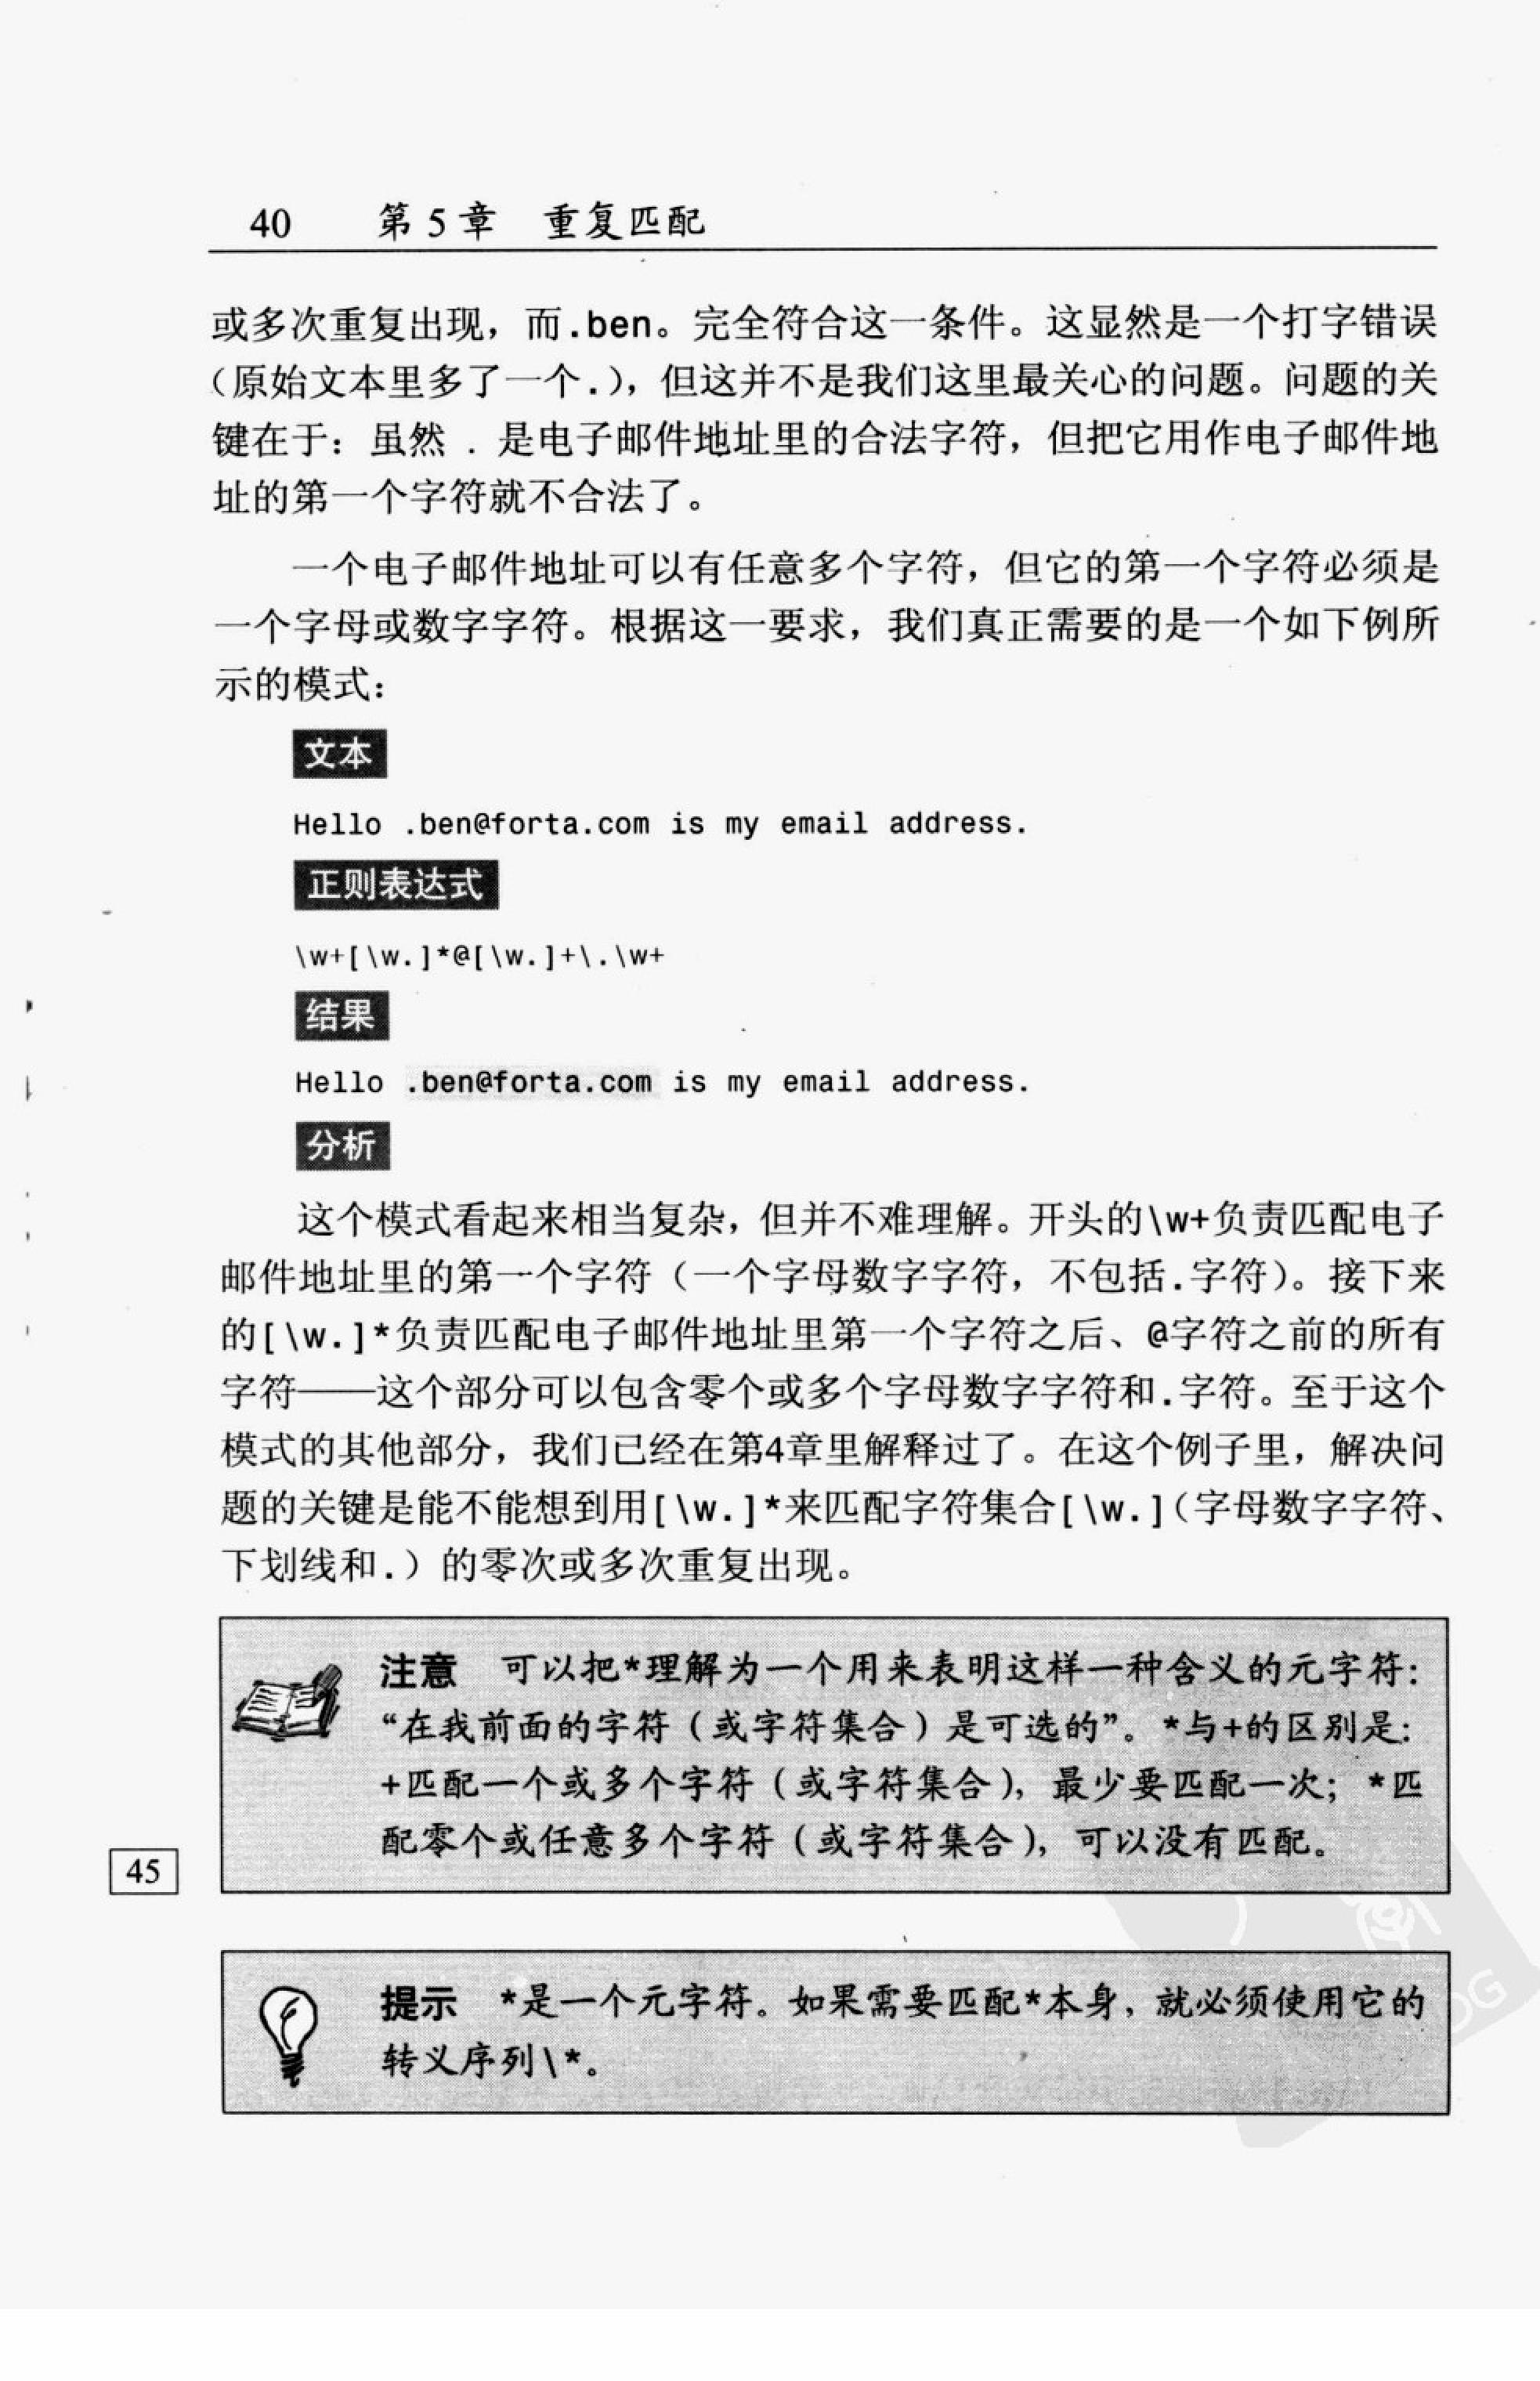 40 第5章 重复匹配
或多次重复出现，而.ben。完全符合这一条件。这显然是一个打字错误
（原始文本里多了一个.），但这并不是我们这里最关心的问题。问题的关
键在于：虽然 . 是电子邮件地址里的合法字符，但把它用作电子邮件地
址的第一个字符就不合法了。
一个电子邮件地址可以有任意多个字符，但它的第一个字符必须是
一个字母或数字字符。根据这一要求，我们真正需要的是一个如下例所
示的模式：
文本
Hello .ben@forta.com is my email address.
正则表达式
\w+[\w.]*@[\w.]+\.\w+
结果
Hello .ben@forta.com is my email address.
分析
这个模式看起来相当复杂，但并不难理解。开头的\w+负责匹配电子
邮件地址里的第一个字符（一个字母数字字符，不包括.字符）。接下来
的[\w.]*负责匹配电子邮件地址里第一个字符之后、@字符之前的所有
字符——这个部分可以包含零个或多个字母数字字符和.字符。至于这个
模式的其他部分，我们已经在第4章里解释过了。在这个例子里，解决问
题的关键是能不能想到用[\w.]*来匹配字符集合[\w.]（字母数字字符、
下划线和.）的零次或多次重复出现。
注意 可以把*理解为一个用来表明这样一种含义的元字符：
“在我前面的字符（或字符集合）是可选的”。*与+的区别是：
+匹配一个或多个字符（或字符集合），最少要匹配一次；*匹
配零个或任意多个字符（或字符集合），可以没有匹配。
45
提示 *是一个元字符。如果需要匹配*本身，就必须使用它的
转义序列\*。